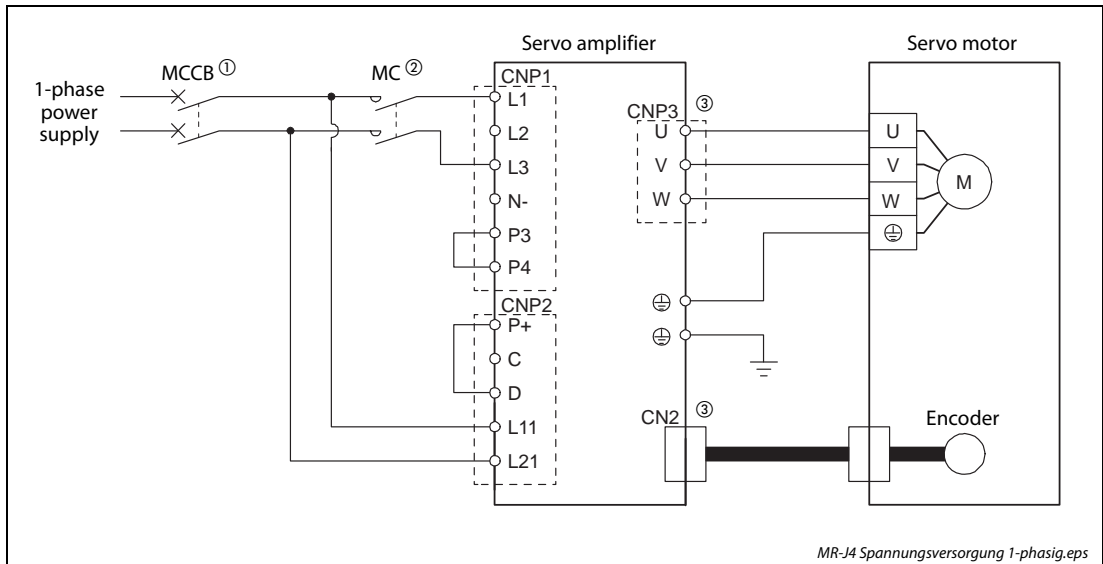 Servo amplifier
Servo motor
MCCB ①
MC ②
1-phase
power
supply
CNP1
L1
L2
L3
N-
P3
P4
CNP2
P+
C
D
L11
L21
CNP3 ③
U
V
W
CN2 ③
U
V
W
M
Encoder
MR-J4 Spannungsversorgung 1-phasig.eps